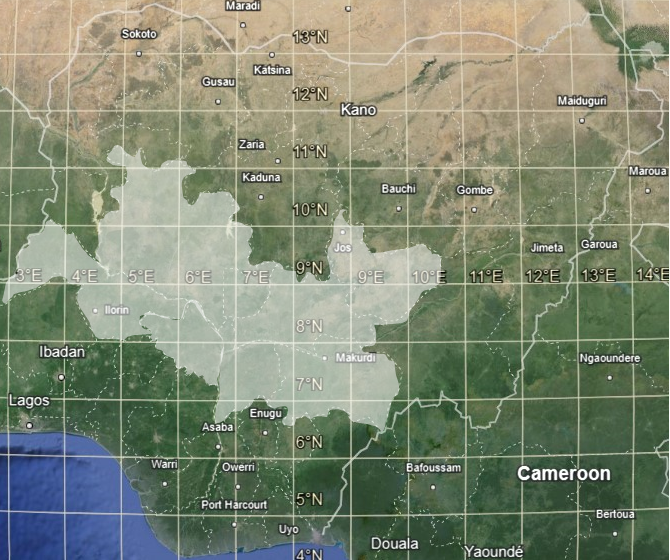 Maradi
Sokoto
13°N
Katsina
Gusau
12°N
Kano
Maiduguri
Zaria
11°N
Maroua
Kaduna
Bauchi
Gombe
10°N
Jos
Jimeta
Garoua
3°E
4°E
5°E
6°E
7°E
9°N
9°E
10°E
11°E
12°E
13°E
14°E
Ilorin
8°N
Ibadan
Makurdi
Ngaoundere
7°N
Lagos
Enugu
Asaba
6°N
Warri
Owerri
Bafoussam
Cameroon
Port Harcourt
5°N
Bertoua
Uyo
Douala
Yaoundé
4°N